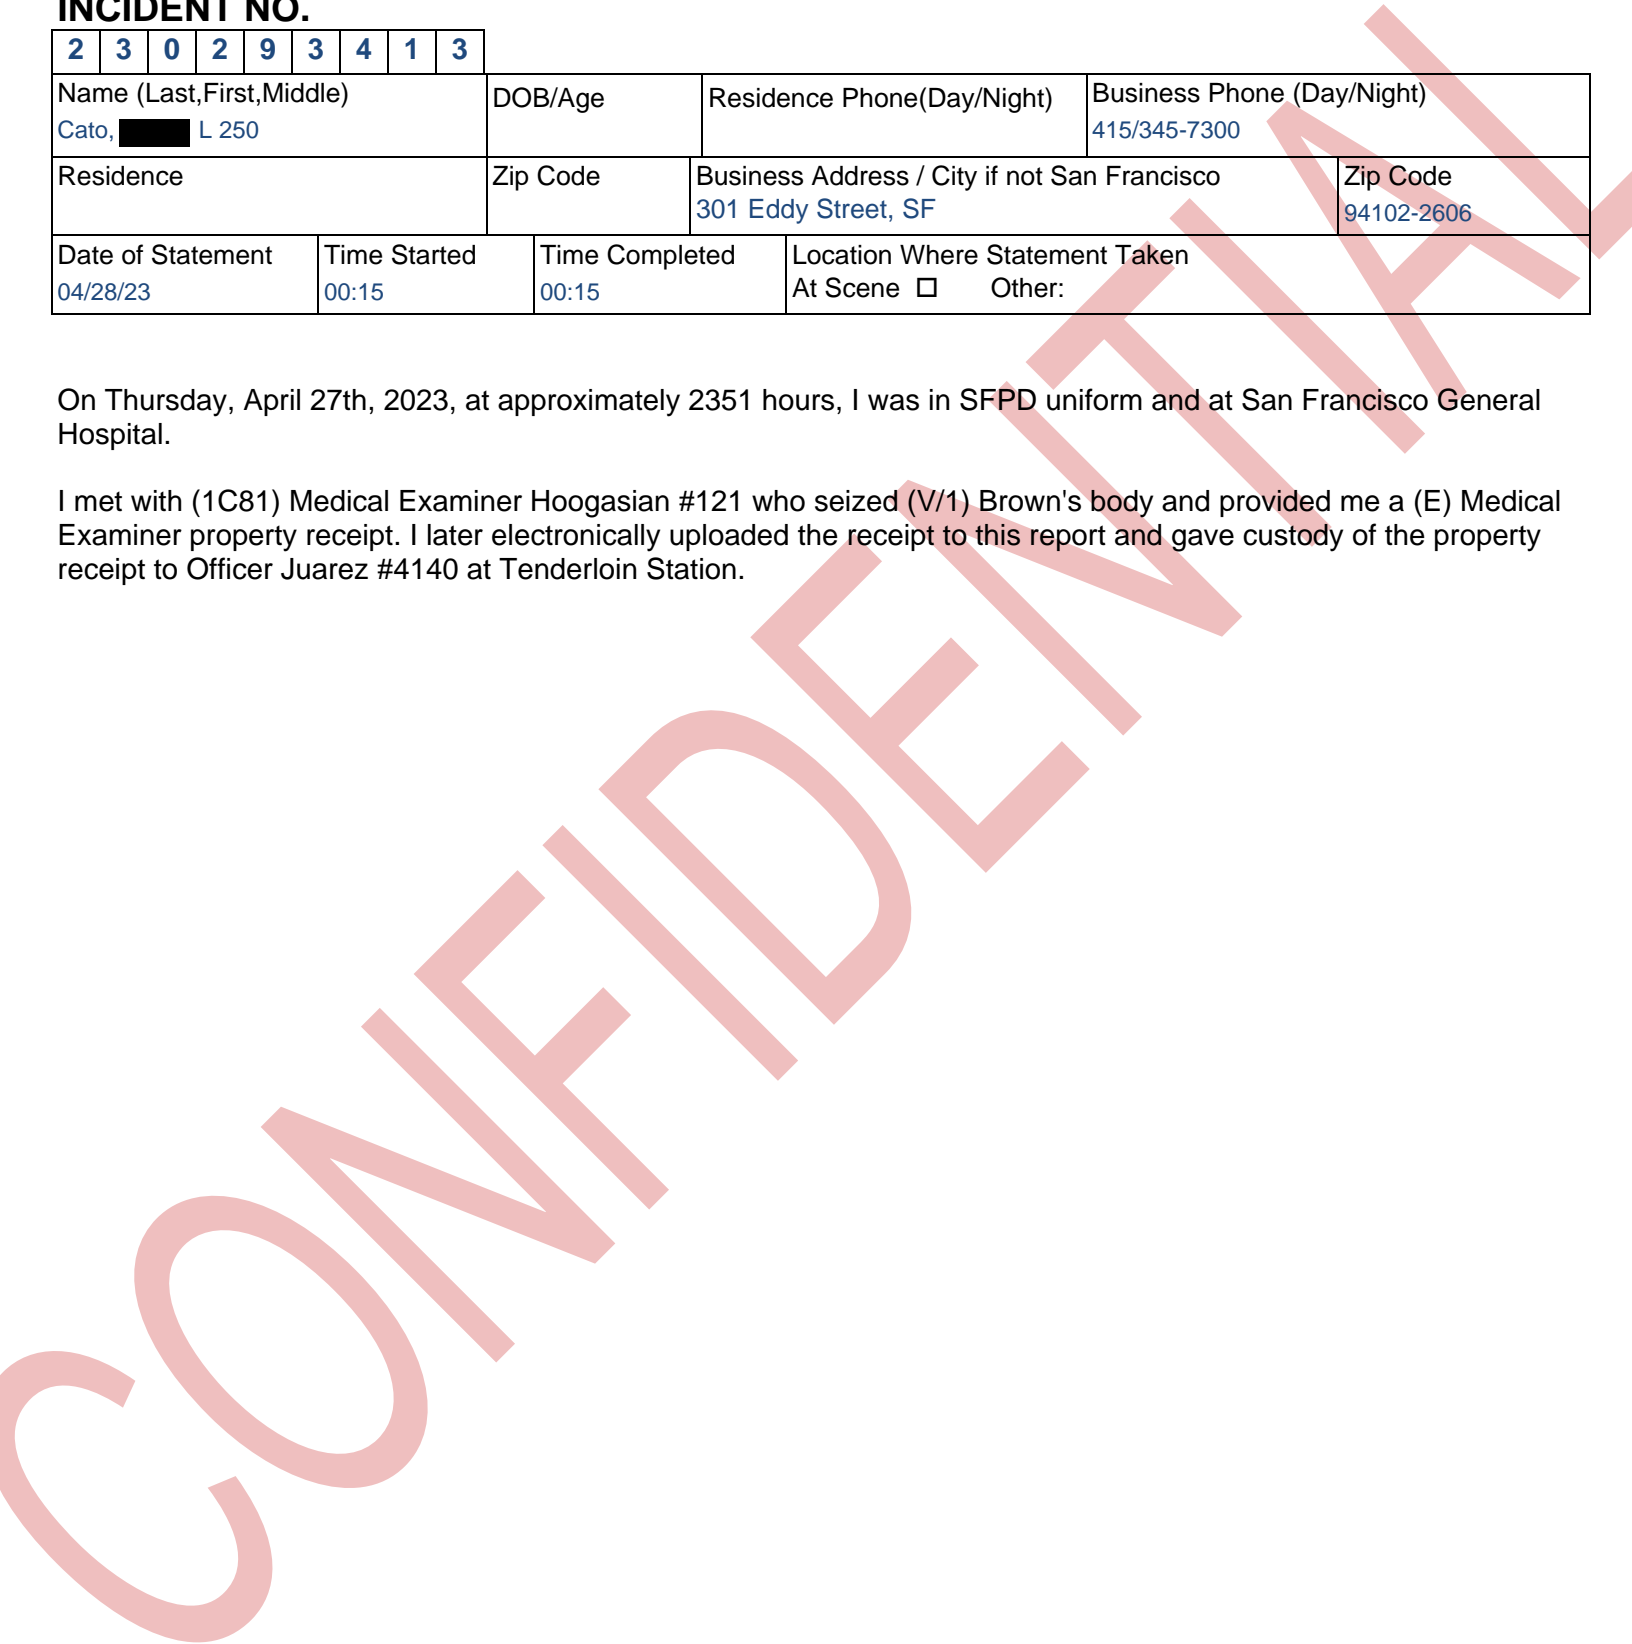 INCIDENT NO.
2 3 0 2 9 3 4 1 3
Name (Last,First,Middle) DOB/Age Residence Phone(Day/Night) Business Phone (Day/Night)
Cato, L 250 415/345-7300
Residence Zip Code Business Address / City if not San Francisco Zip Code
301 Eddy Street, SF 94102-2606
Date of Statement Time Started Time Completed Location Where Statement Taken
04/28/23 00:15 00:15 At Scene ☐ Other:
On Thursday, April 27th, 2023, at approximately 2351 hours, I was in SFPD uniform and at San Francisco General
Hospital.
I met with (1C81) Medical Examiner Hoogasian #121 who seized (V/1) Brown's body and provided me a (E) Medical
Examiner property receipt. I later electronically uploaded the receipt to this report and gave custody of the property
receipt to Officer Juarez #4140 at Tenderloin Station.
CONFIDENTIAL